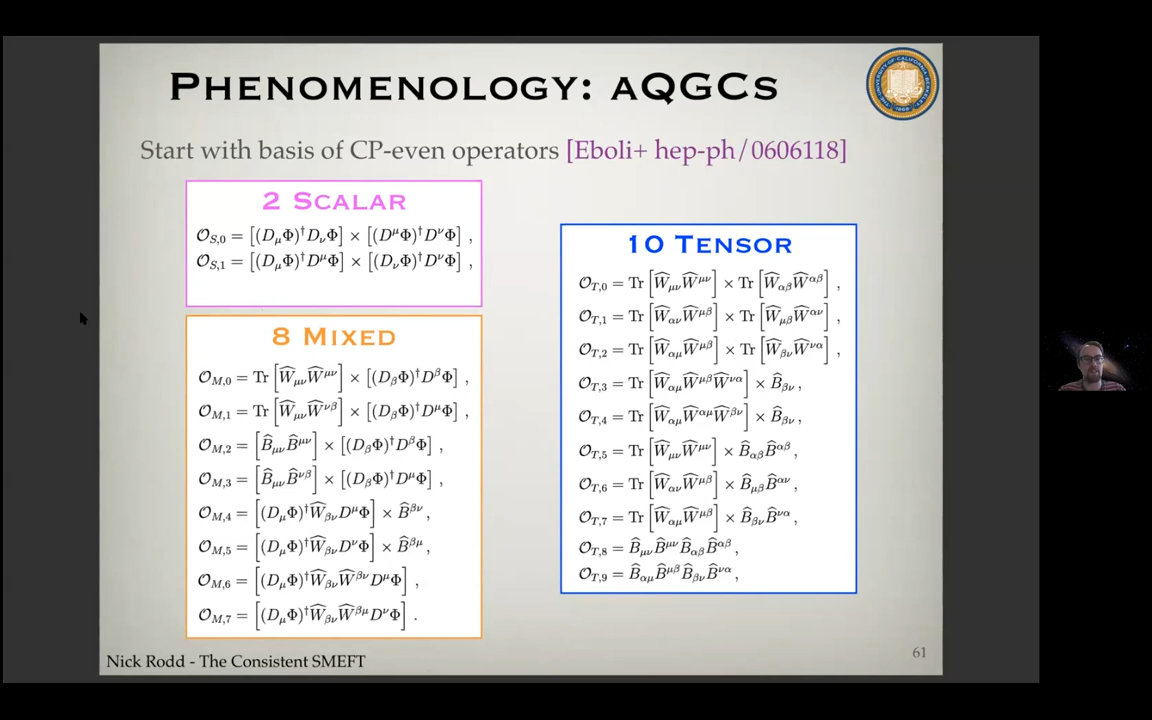 PHENOMENOLOGY: AQGCS
Start with basis of CP-even operators [Eboli+ hep-ph/0606118]
2 SCALAR
𝒪_{S,0} = [(D_μΦ)†D_νΦ] × [(D^μΦ)†D^νΦ] ,
𝒪_{S,1} = [(D_μΦ)†D^μΦ] × [(D_νΦ)†D^νΦ] ,
8 MIXED
𝒪_{M,0} = Tr [Ŵ_{μν}Ŵ^{μν}] × [(D_βΦ)†D^βΦ] ,
𝒪_{M,1} = Tr [Ŵ_{μν}Ŵ^{νβ}] × [(D_βΦ)†D^μΦ] ,
𝒪_{M,2} = [B̂_{μν}B̂^{μν}] × [(D_βΦ)†D^βΦ] ,
𝒪_{M,3} = [B̂_{μν}B̂^{νβ}] × [(D_βΦ)†D^μΦ] ,
𝒪_{M,4} = [(D_μΦ)†Ŵ_{βν}D^μΦ] × B̂^{βν} ,
𝒪_{M,5} = [(D_μΦ)†Ŵ_{βν}D^νΦ] × B̂^{βμ} ,
𝒪_{M,6} = [(D_μΦ)†Ŵ_{βν}Ŵ^{βν}D^μΦ] ,
𝒪_{M,7} = [(D_μΦ)†Ŵ_{βν}Ŵ^{βμ}D^νΦ] .
10 TENSOR
𝒪_{T,0} = Tr [Ŵ_{μν}Ŵ^{μν}] × Tr [Ŵ_{αβ}Ŵ^{αβ}] ,
𝒪_{T,1} = Tr [Ŵ_{αν}Ŵ^{μβ}] × Tr [Ŵ_{μβ}Ŵ^{αν}] ,
𝒪_{T,2} = Tr [Ŵ_{αμ}Ŵ^{μβ}] × Tr [Ŵ_{βν}Ŵ^{να}] ,
𝒪_{T,3} = Tr [Ŵ_{αμ}Ŵ^{μβ}Ŵ^{να}] × B̂_{βν} ,
𝒪_{T,4} = Tr [Ŵ_{αμ}Ŵ^{αμ}Ŵ^{βν}] × B̂_{βν} ,
𝒪_{T,5} = Tr [Ŵ_{μν}Ŵ^{μν}] × B̂_{αβ}B̂^{αβ} ,
𝒪_{T,6} = Tr [Ŵ_{αν}Ŵ^{μβ}] × B̂_{μβ}B̂^{αν} ,
𝒪_{T,7} = Tr [Ŵ_{αμ}Ŵ^{μβ}] × B̂_{βν}B̂^{να} ,
𝒪_{T,8} = B̂_{μν}B̂^{μν}B̂_{αβ}B̂^{αβ} ,
𝒪_{T,9} = B̂_{αμ}B̂^{μβ}B̂_{βν}B̂^{να} ,
Nick Rodd - The Consistent SMEFT
61